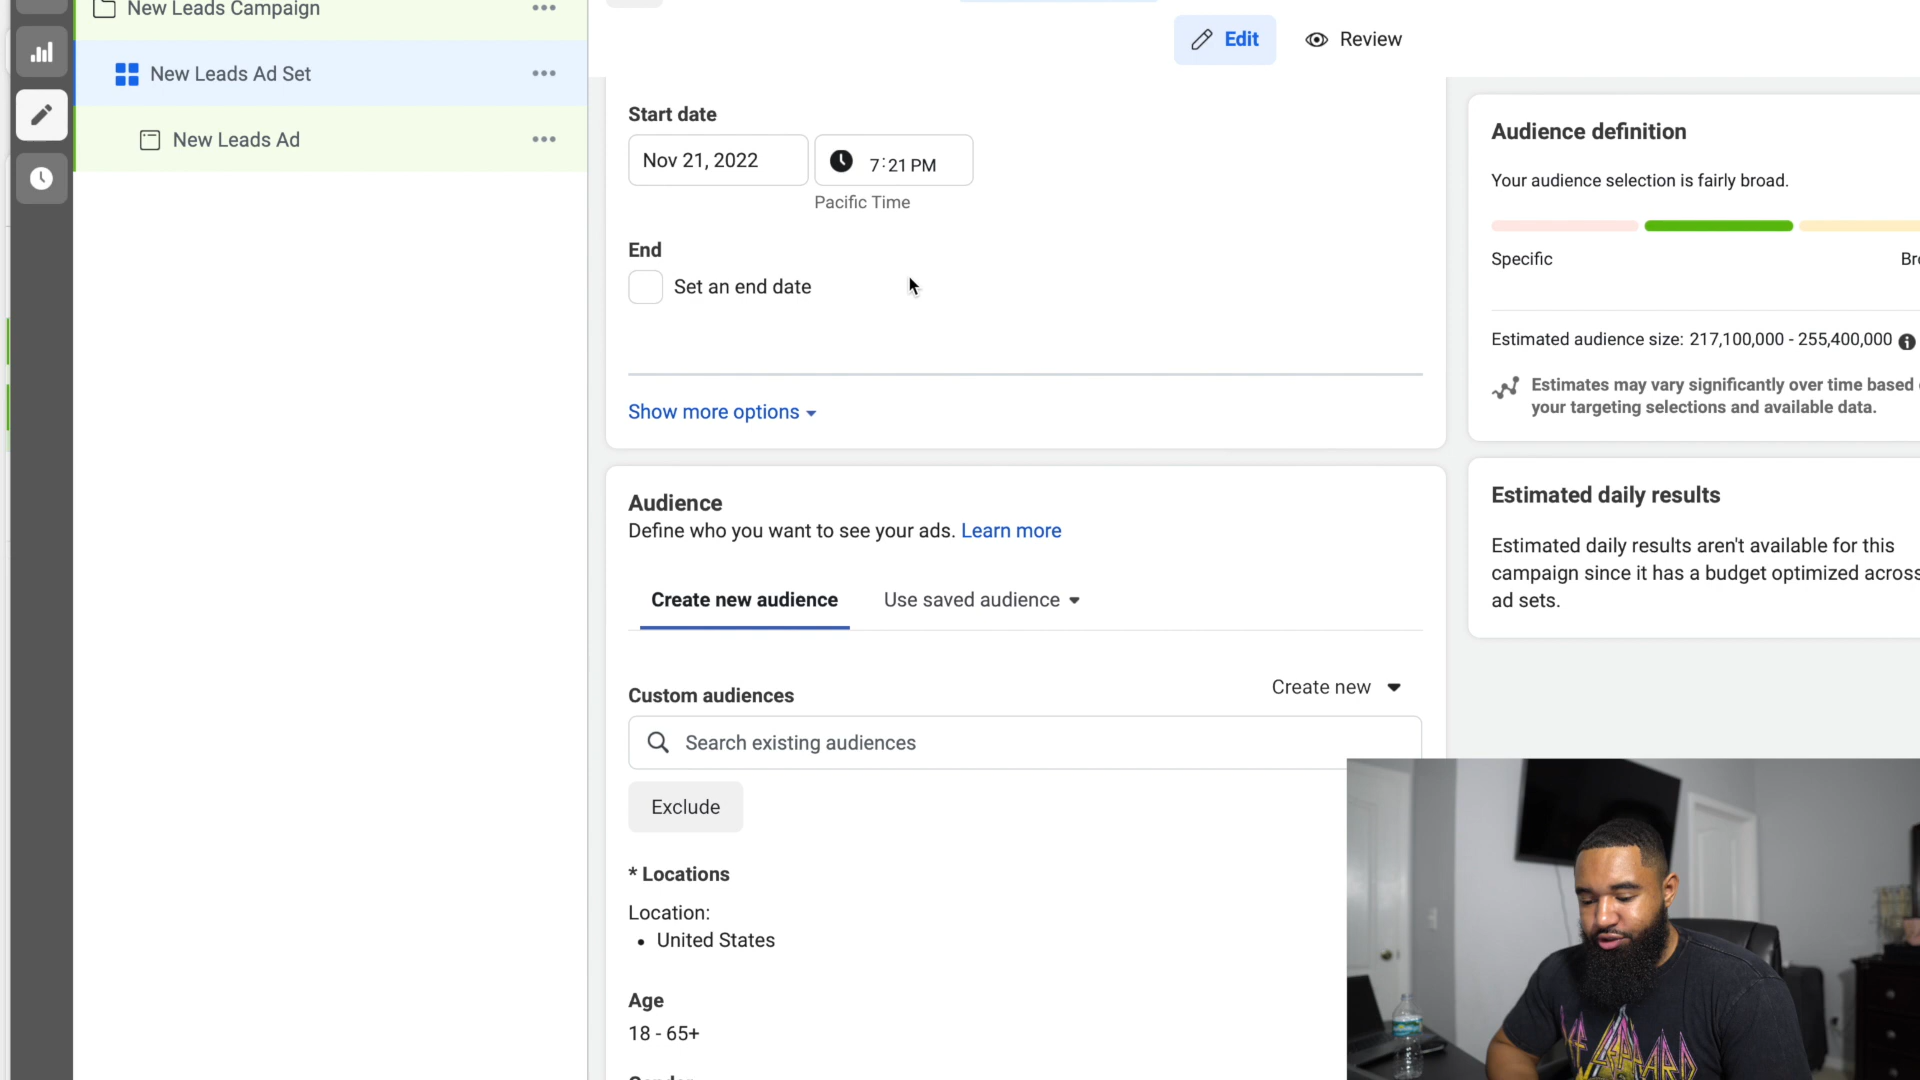 New Leads Campaign
New Leads Ad Set
New Leads Ad
Edit
Review
Start date
Nov 21, 2022
7:21 PM
Pacific Time
End
Set an end date
Show more options
Audience
Define who you want to see your ads. Learn more
Create new audience
Use saved audience
Custom audiences
Create new
Search existing audiences
Exclude
* Locations
Location:
• United States
Age
18 - 65+
Audience definition
Your audience selection is fairly broad.
Specific
Estimated audience size: 217,100,000 - 255,400,000
Estimates may vary significantly over time based
your targeting selections and available data.
Estimated daily results
Estimated daily results aren't available for this
campaign since it has a budget optimized across
ad sets.